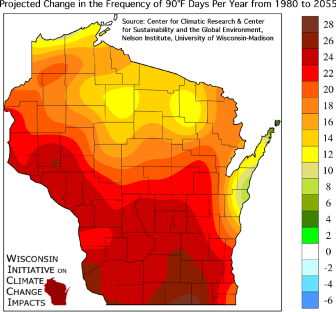 Projected Change in the Frequency of 90°F Days Per Year from 1980 to 2055
Source: Center for Climatic Research & Center
for Sustainability and the Global Environment,
Nelson Institute, University of Wisconsin-Madison
28
26
24
22
20
18
16
14
12
10
8
6
4
2
0
-2
-4
-6
WISCONSIN
INITIATIVE ON
CLIMATE
CHANGE
IMPACTS